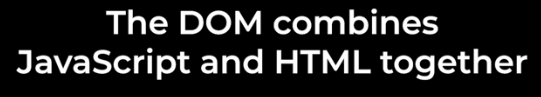 The DOM combines
JavaScript and HTML together